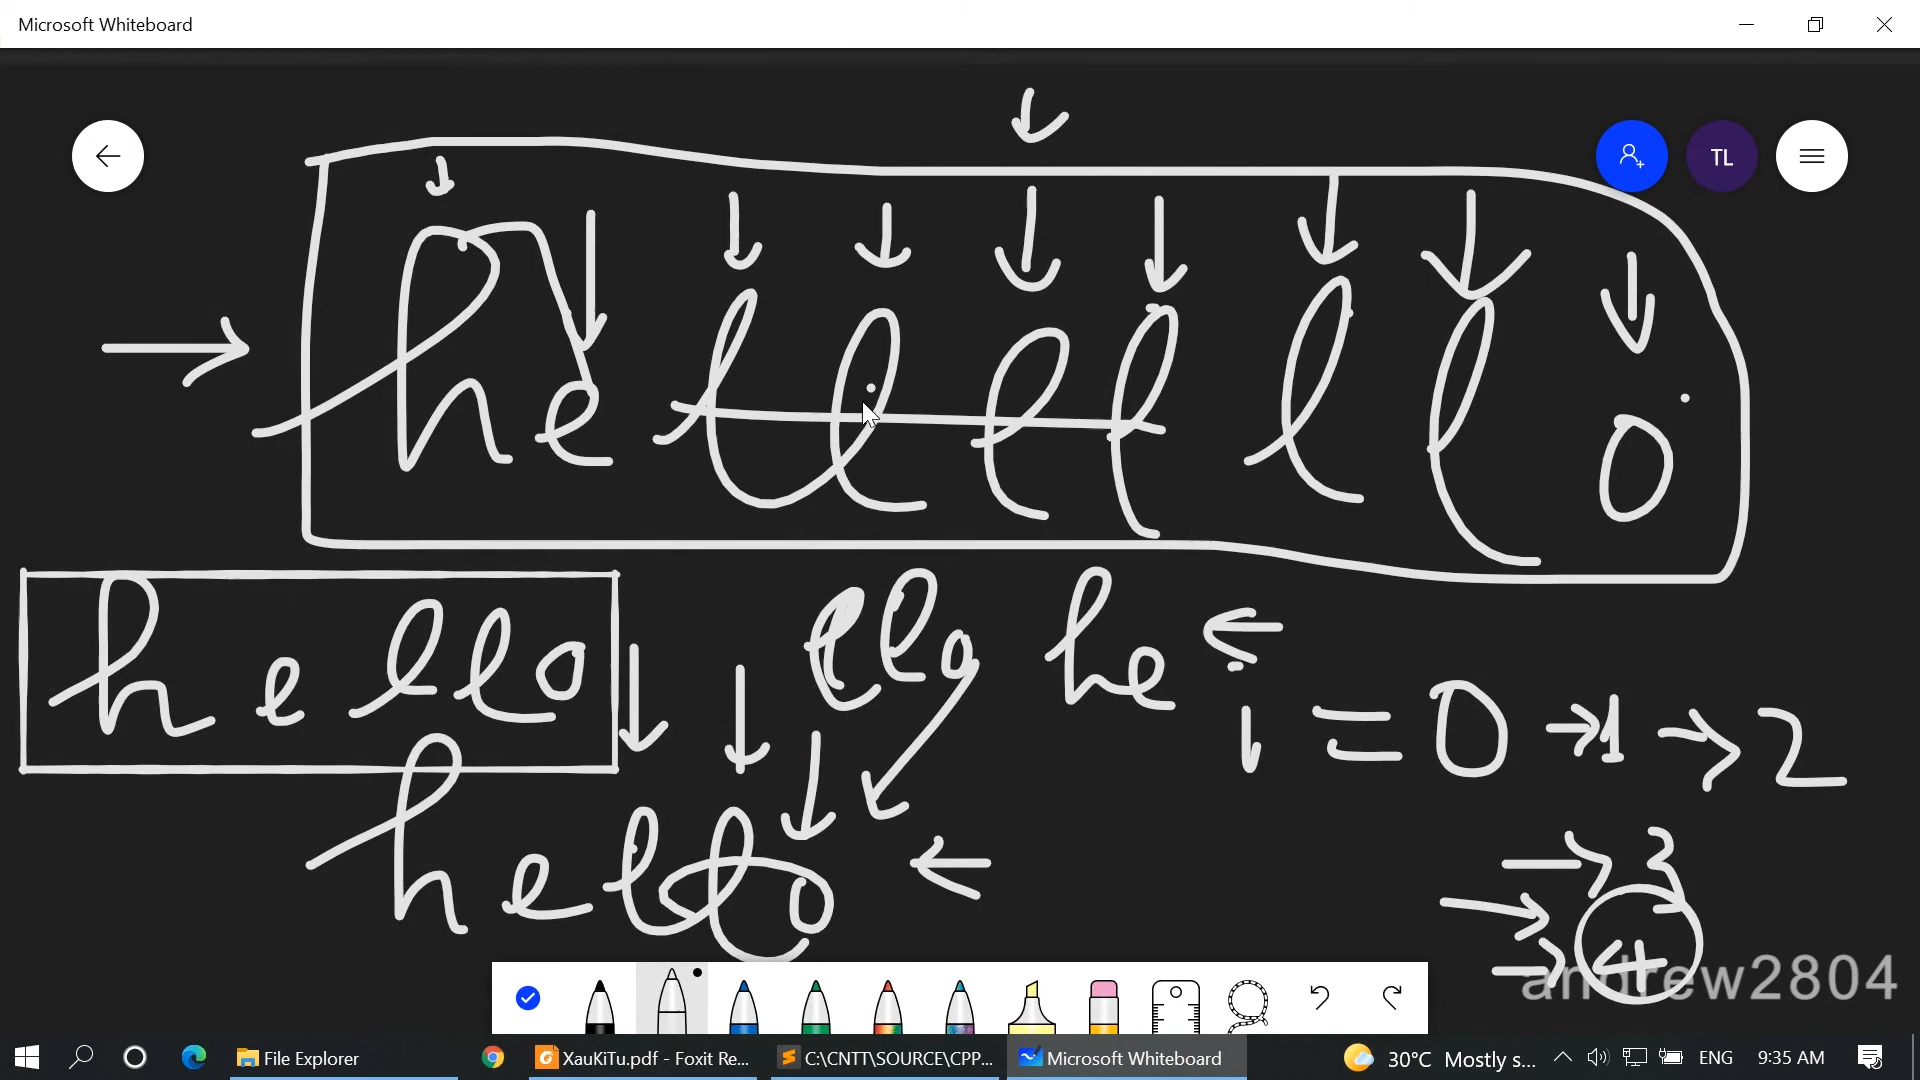 Microsoft Whiteboard
TL
hellllllo
hello
llo he
i = 0 → 1 → 2
hello
→ 3
→ 4
andrew2804
File Explorer
XauKiTu.pdf - Foxit Re...
C:\CNTT\SOURCE\CPP...
Microsoft Whiteboard
30°C Mostly s...
ENG
9:35 AM